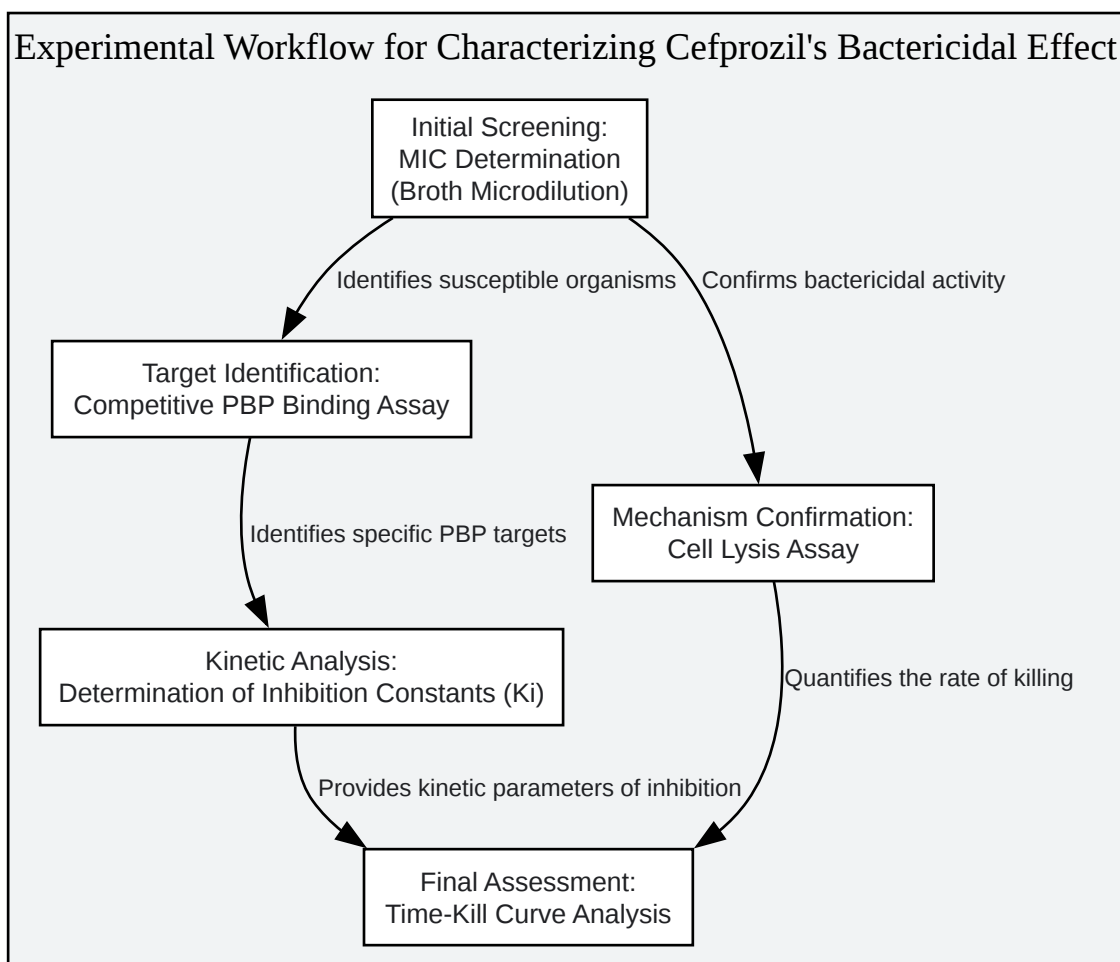 Experimental Workflow for Characterizing Cefprozil's Bactericidal Effect
Initial Screening:
MIC Determination
(Broth Microdilution)
Identifies susceptible organisms
Confirms bactericidal activity
Target Identification:
Competitive PBP Binding Assay
Mechanism Confirmation:
Cell Lysis Assay
Identifies specific PBP targets
Kinetic Analysis:
Determination of Inhibition Constants (Ki)
Quantifies the rate of killing
Provides kinetic parameters of inhibition
Final Assessment:
Time-Kill Curve Analysis